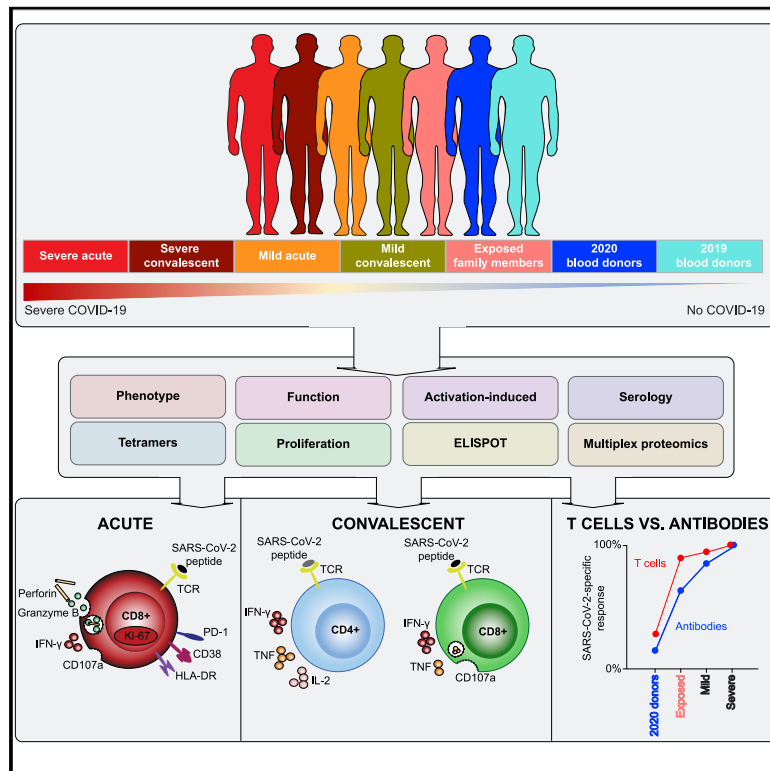 Severe acute
Severe
convalescent
Mild acute
Mild
convalescent
Exposed
family members
2020
blood donors
2019
blood donors
Severe COVID-19
No COVID-19
Phenotype
Function
Activation-induced
Serology
Tetramers
Proliferation
ELISPOT
Multiplex proteomics
ACUTE
SARS-CoV-2
peptide
TCR
Perforin
Granzyme B
CD8+
Ki-67
IFN-γ
CD107a
PD-1
CD38
HLA-DR
CONVALESCENT
SARS-CoV-2
peptide
TCR
IFN-γ
CD4+
TNF
IL-2
SARS-CoV-2
peptide
TCR
IFN-γ
CD8+
TNF
CD107a
T CELLS VS. ANTIBODIES
100%
T cells
Antibodies
0%
SARS-CoV-2-specific
response
2020 donors
Exposed
Mild
Severe